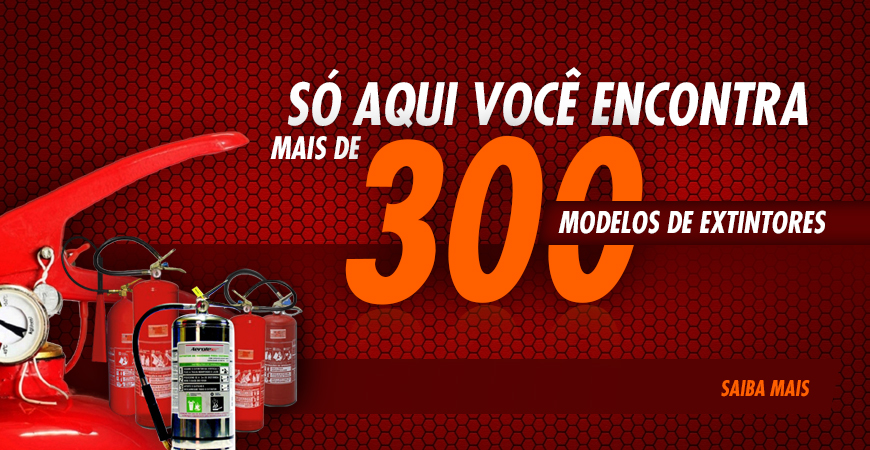 SÓ AQUI VOCÊ ENCONTRA
MAIS DE
300
MODELOS DE EXTINTORES
SAIBA MAIS